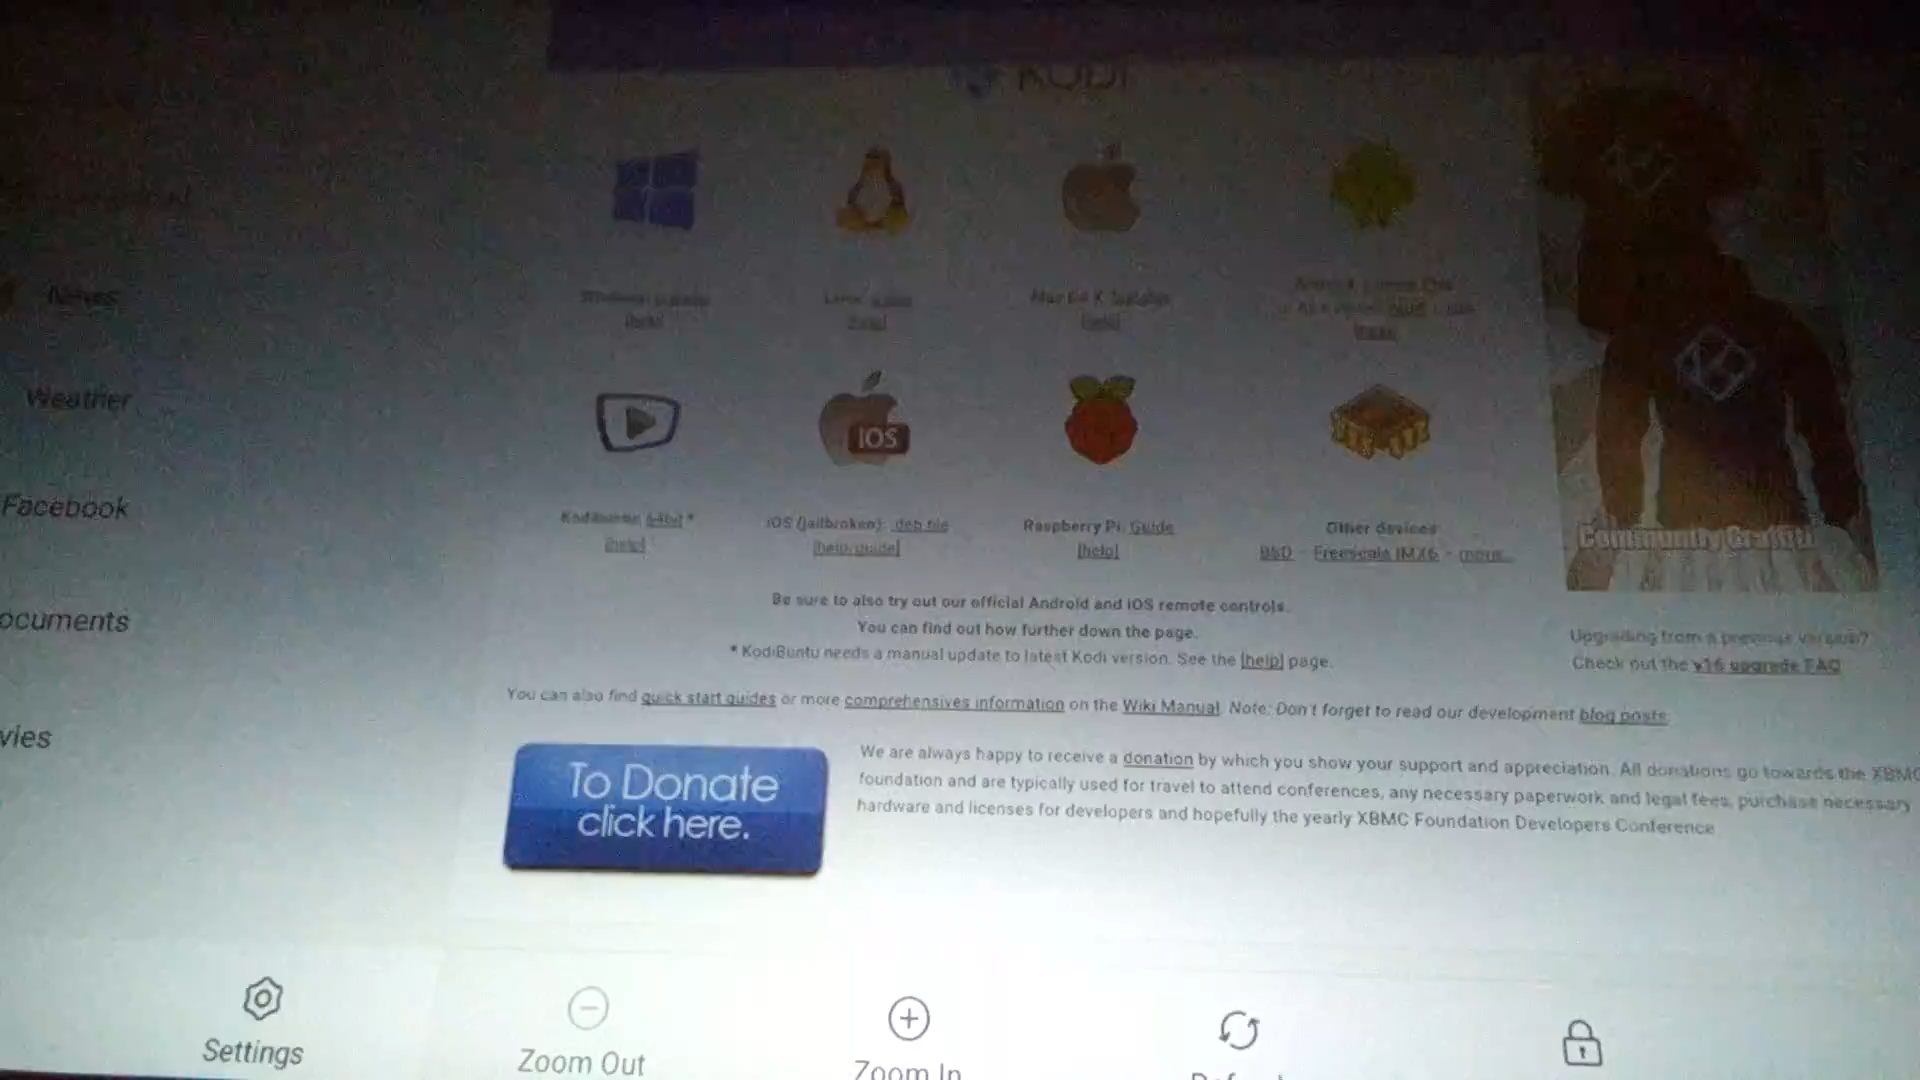 KODI
News
[help]
Weather
iOS
Facebook
Kodibuntu: 64bit *
iOS (jailbroken): .deb file
Raspberry Pi: Guide
Other devices
[help]
[help/guide]
[help]
BSD - Freescale iMX6 - more...
Community Graffiti
Be sure to also try out our official Android and iOS remote controls.
You can find out how further down the page.
* KodiBuntu needs a manual update to latest Kodi version. See the [help] page.
ocuments
Upgrading from a previous version?
Check out the v16 upgrade FAQ
You can also find quick start guides or more comprehensives information on the Wiki Manual. Note: Don't forget to read our development blog posts.
vies
To Donate
click here.
We are always happy to receive a donation by which you show your support and appreciation. All donations go towards the XBMC
foundation and are typically used for travel to attend conferences, any necessary paperwork and legal fees, purchase necessary
hardware and licenses for developers and hopefully the yearly XBMC Foundation Developers Conference
Settings
Zoom Out
Zoom In